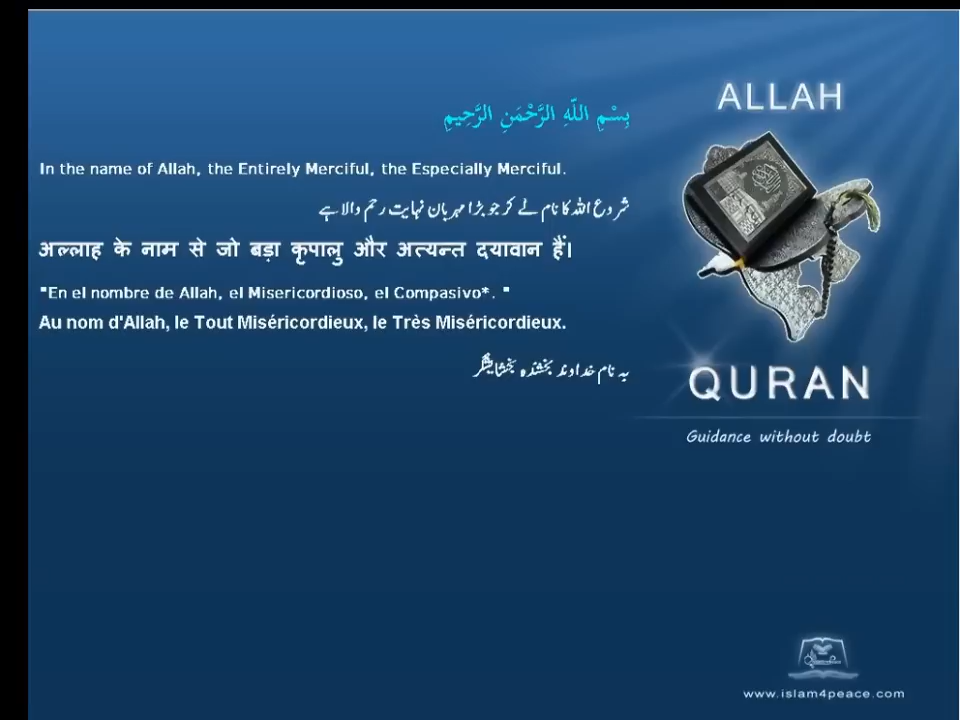 ALLAH
بِسْمِ اللَّهِ الرَّحْمَنِ الرَّحِيمِ
In the name of Allah, the Entirely Merciful, the Especially Merciful.
شروع الله کا نام لے کر جو بڑا مہربان نہایت رحم والا ہے
अल्लाह के नाम से जो बड़ा कृपालु और अत्यन्त दयावान हैं।
"En el nombre de Allah, el Misericordioso, el Compasivo*. "
Au nom d'Allah, le Tout Miséricordieux, le Très Miséricordieux.
به نام خداوند بخشنده بخشایشگر
QURAN
Guidance without doubt
www.islam4peace.com